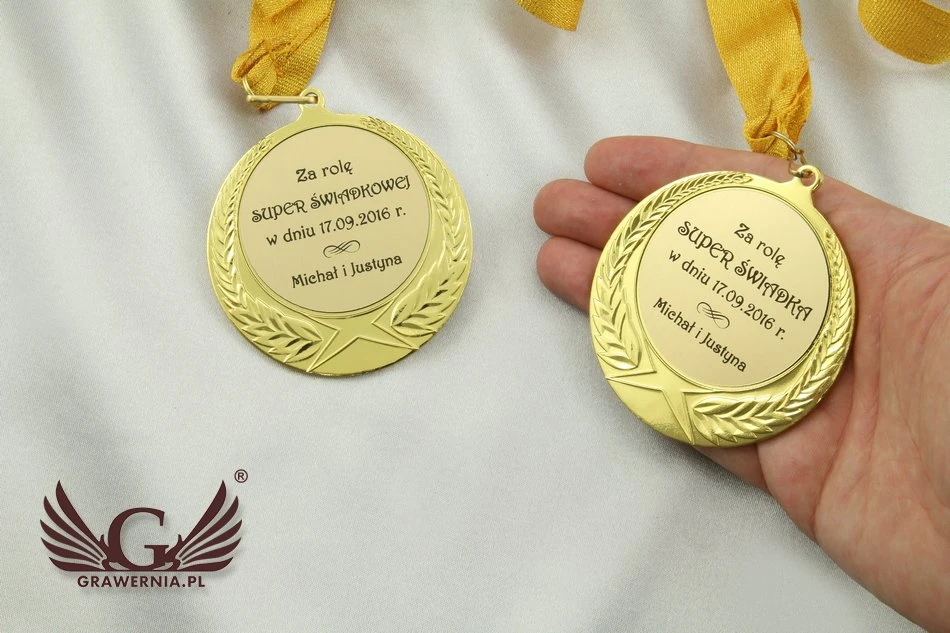 Za rolę
SUPER ŚWIADKOWEJ
w dniu 17.09.2016 r.
Michał i Justyna
Za rolę
SUPER ŚWIADKA
w dniu 17.09.2016 r.
Michał i Justyna
G ®
GRAWERNIA.PL